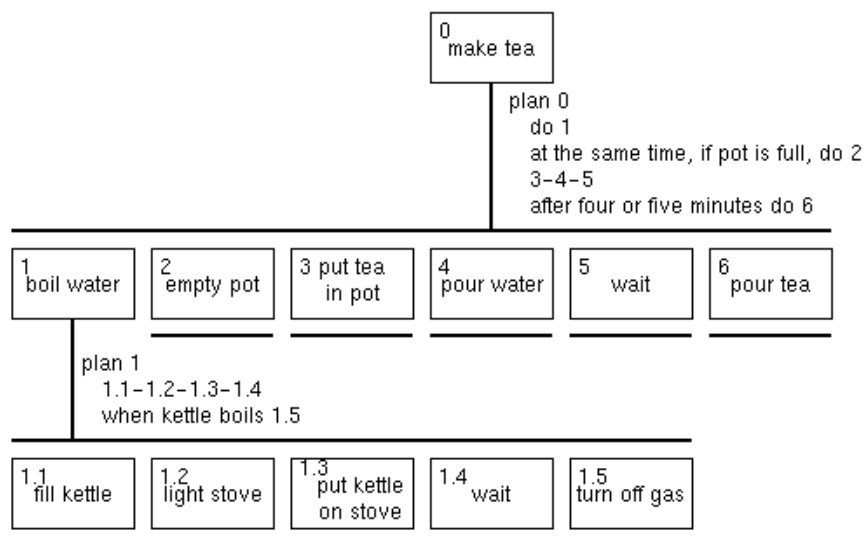 0
make tea
plan 0
do 1
at the same time, if pot is full, do 2
3-4-5
after four or five minutes do 6
1
boil water
2
empty pot
3 put tea
in pot
4
pour water
5
wait
6
pour tea
plan 1
1.1-1.2-1.3-1.4
when kettle boils 1.5
1.1
fill kettle
1.2
light stove
1.3
put kettle
on stove
1.4
wait
1.5
turn off gas